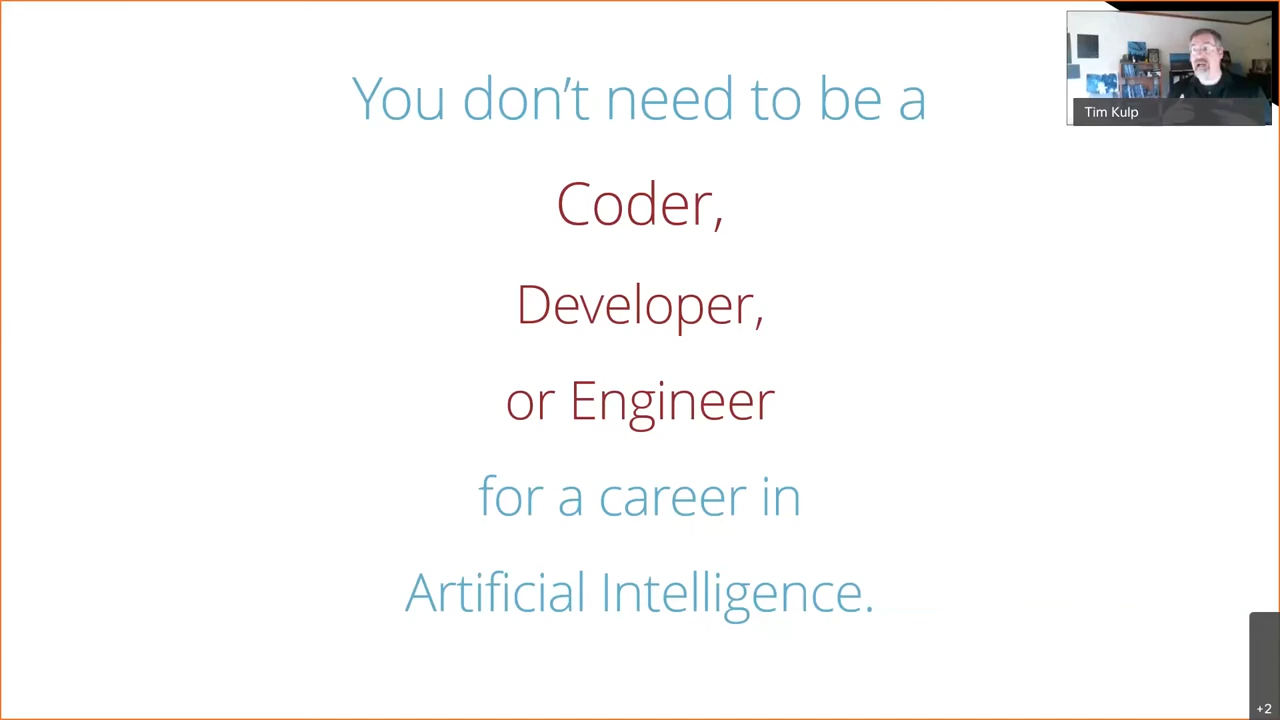 You don’t need to be a
Coder,
Developer,
or Engineer
for a career in
Artificial Intelligence.
Tim Kulp
+2